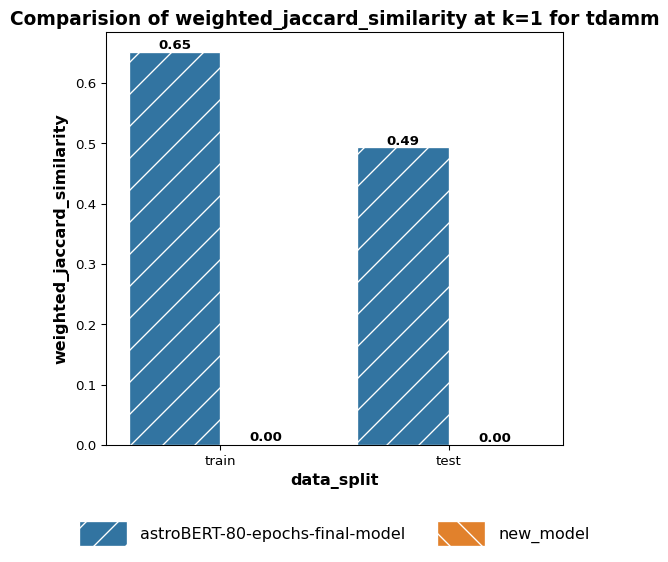 Comparision of weighted_jaccard_similarity at k=1 for tdamm
weighted_jaccard_similarity
0.6
0.5
0.4
0.3
0.2
0.1
0.0
0.65
0.00
0.49
0.00
train
test
data_split
astroBERT-80-epochs-final-model
new_model